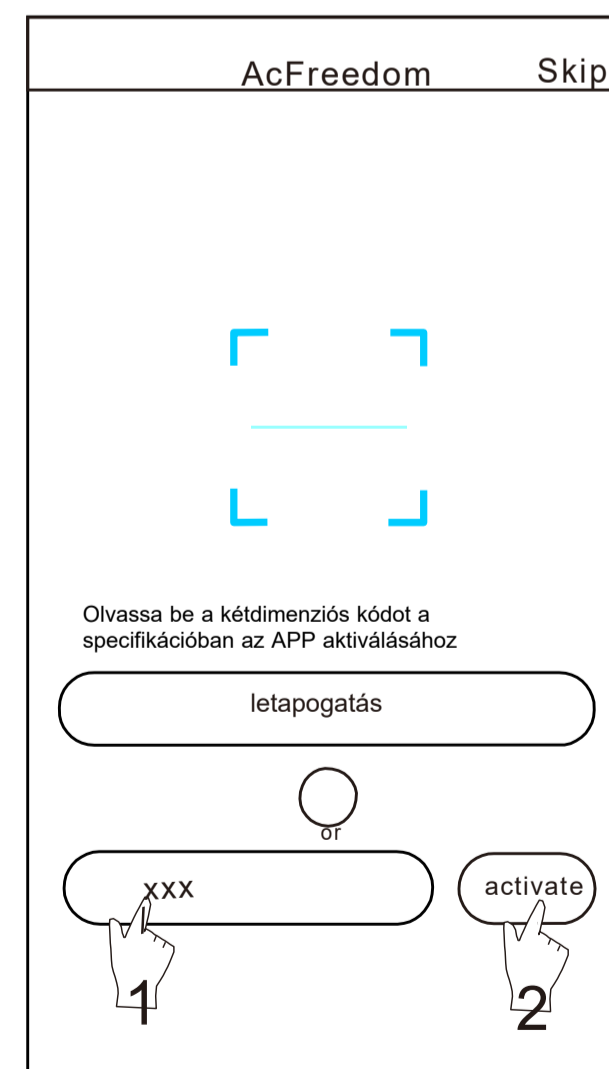 AcFreedom Skip
Olvassa be a kétdimenziós kódot a
specifikációban az APP aktiválásához
letapogatás
or
xxx activate
1 2